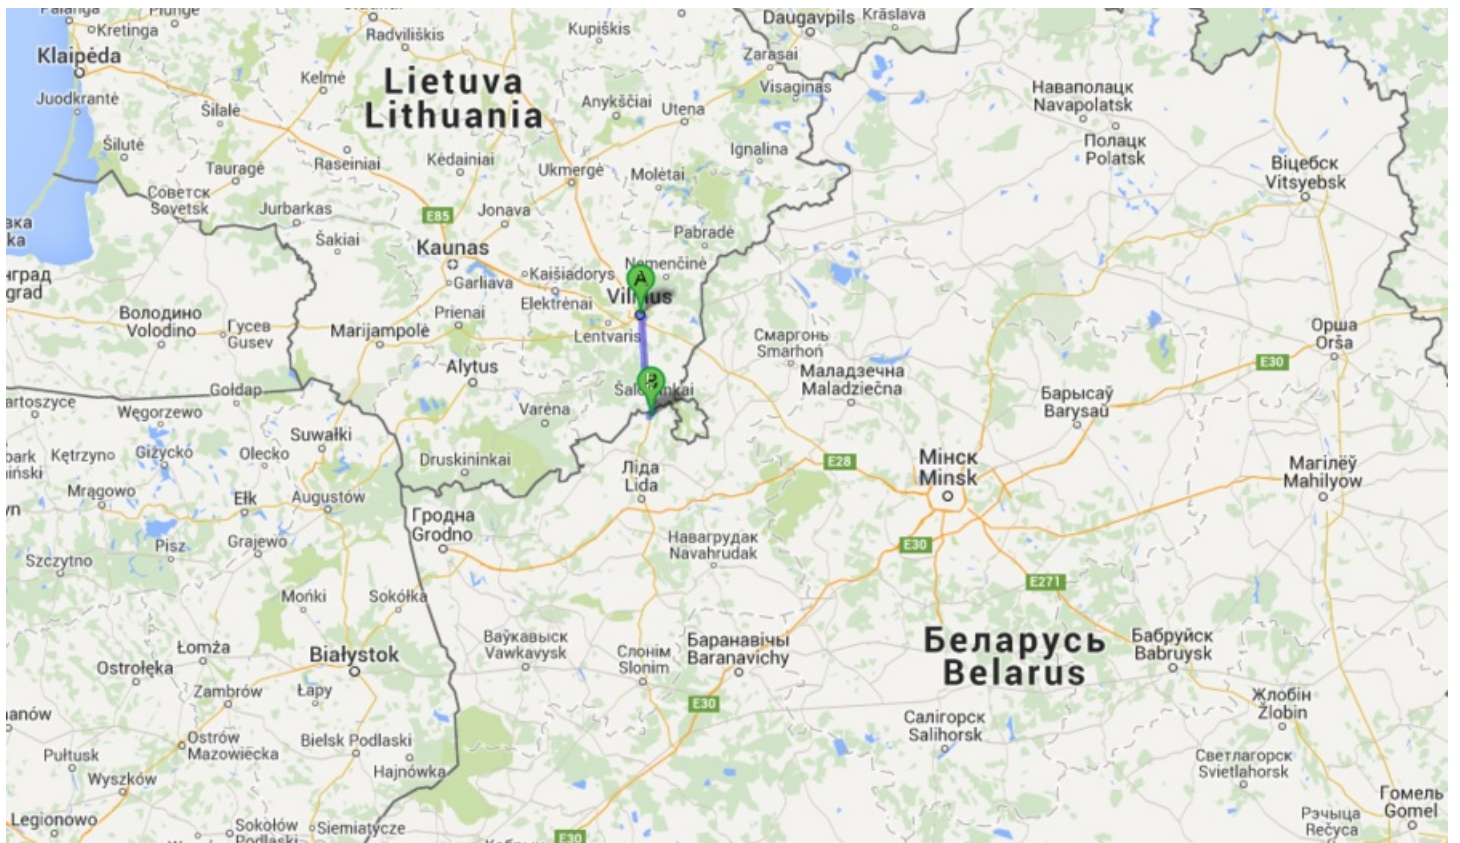 Kretinga
Klaipėda
Juodkrantė
Šilutė
Šilalė
Tauragė
Kelmė
Radviliškis
Lietuva
Lithuania
Raseiniai
Kėdainiai
Kupiškis
Anykščiai
Utena
Ukmergė
Molėtai
Daugavpils
Krāslava
Zarasai
Visaginas
Ignalina
Наваполацк
Navapolatsk
Полацк
Polatsk
Віцебск
Vitsyebsk
Советск
Sovetsk
Jurbarkas
Šakiai
E85
Jonava
Kaunas
Garliava
Kaišiadorys
Elektrėnai
Pabradė
Nemenčinė
A
Vilnius
Lentvaris
Володино
Volodino
Гусев
Gusev
Marijampolė
Prienai
Alytus
Varėna
B
Смаргонь
Smarhoń
Маладзечна
Maladziečna
Барысаў
Barysaŭ
E30
Орша
Orša
Gołdap
Węgorzewo
Suwałki
Kętrzyno
Giżycko
Olecko
Mrągowo
Ełk
Augustów
Druskininkai
Ліда
Lida
E28
Мінск
Minsk
Магілёў
Mahilyow
Гродна
Grodno
Szczytno
Pisz
Grajewo
Навагрудак
Navahrudak
E30
E271
Mońki
Sokółka
Ваўкавыск
Vawkavysk
Слонім
Slonim
Баранавічы
Baranavichy
Беларусь
Belarus
Бабруйск
Babruysk
Łomża
Ostrołęka
Białystok
Zambrów
Łapy
E30
Салігорск
Salihorsk
Жлобін
Žlobin
Ostrów
Mazowiecka
Bielsk Podlaski
Hajnówka
Pułtusk
Wyszków
Светлагорск
Svietlahorsk
Гомель
Gomel
Legionowo
Sokołów
Siemiatycze
E30
Рэчыца
Rečyca